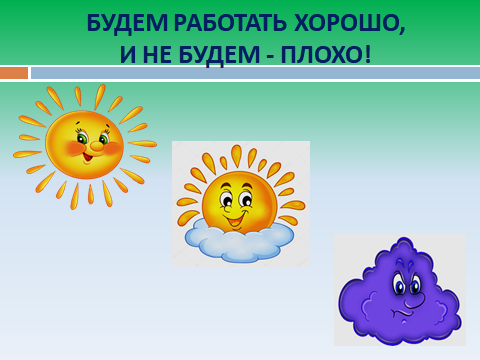 БУДЕМ РАБОТАТЬ ХОРОШО,
И НЕ БУДЕМ - ПЛОХО!